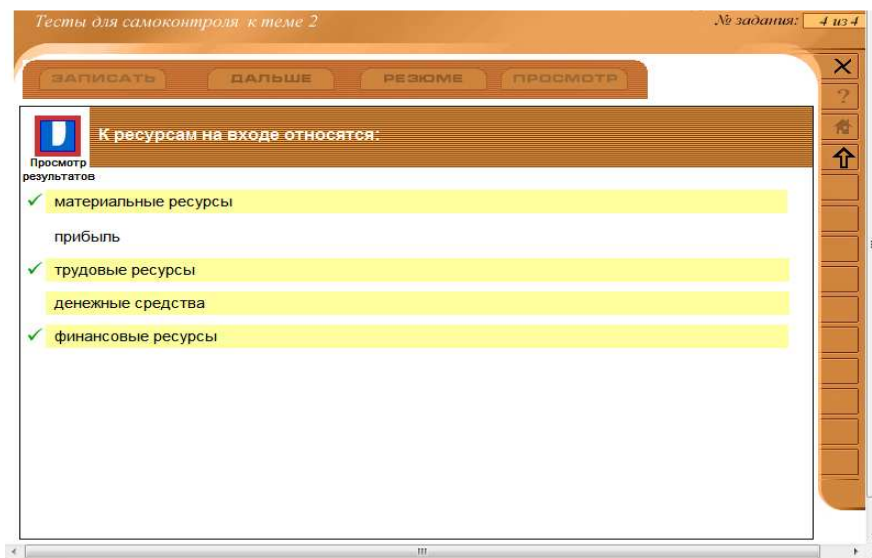 Тесты для самоконтроля к теме 2
№ задания: 4 из 4
ЗАПИСАТЬ ДАЛЬШЕ РЕЗЮМЕ ПРОСМОТР
К ресурсам на входе относятся:
Просмотр
результатов
материальные ресурсы
прибыль
трудовые ресурсы
денежные средства
финансовые ресурсы